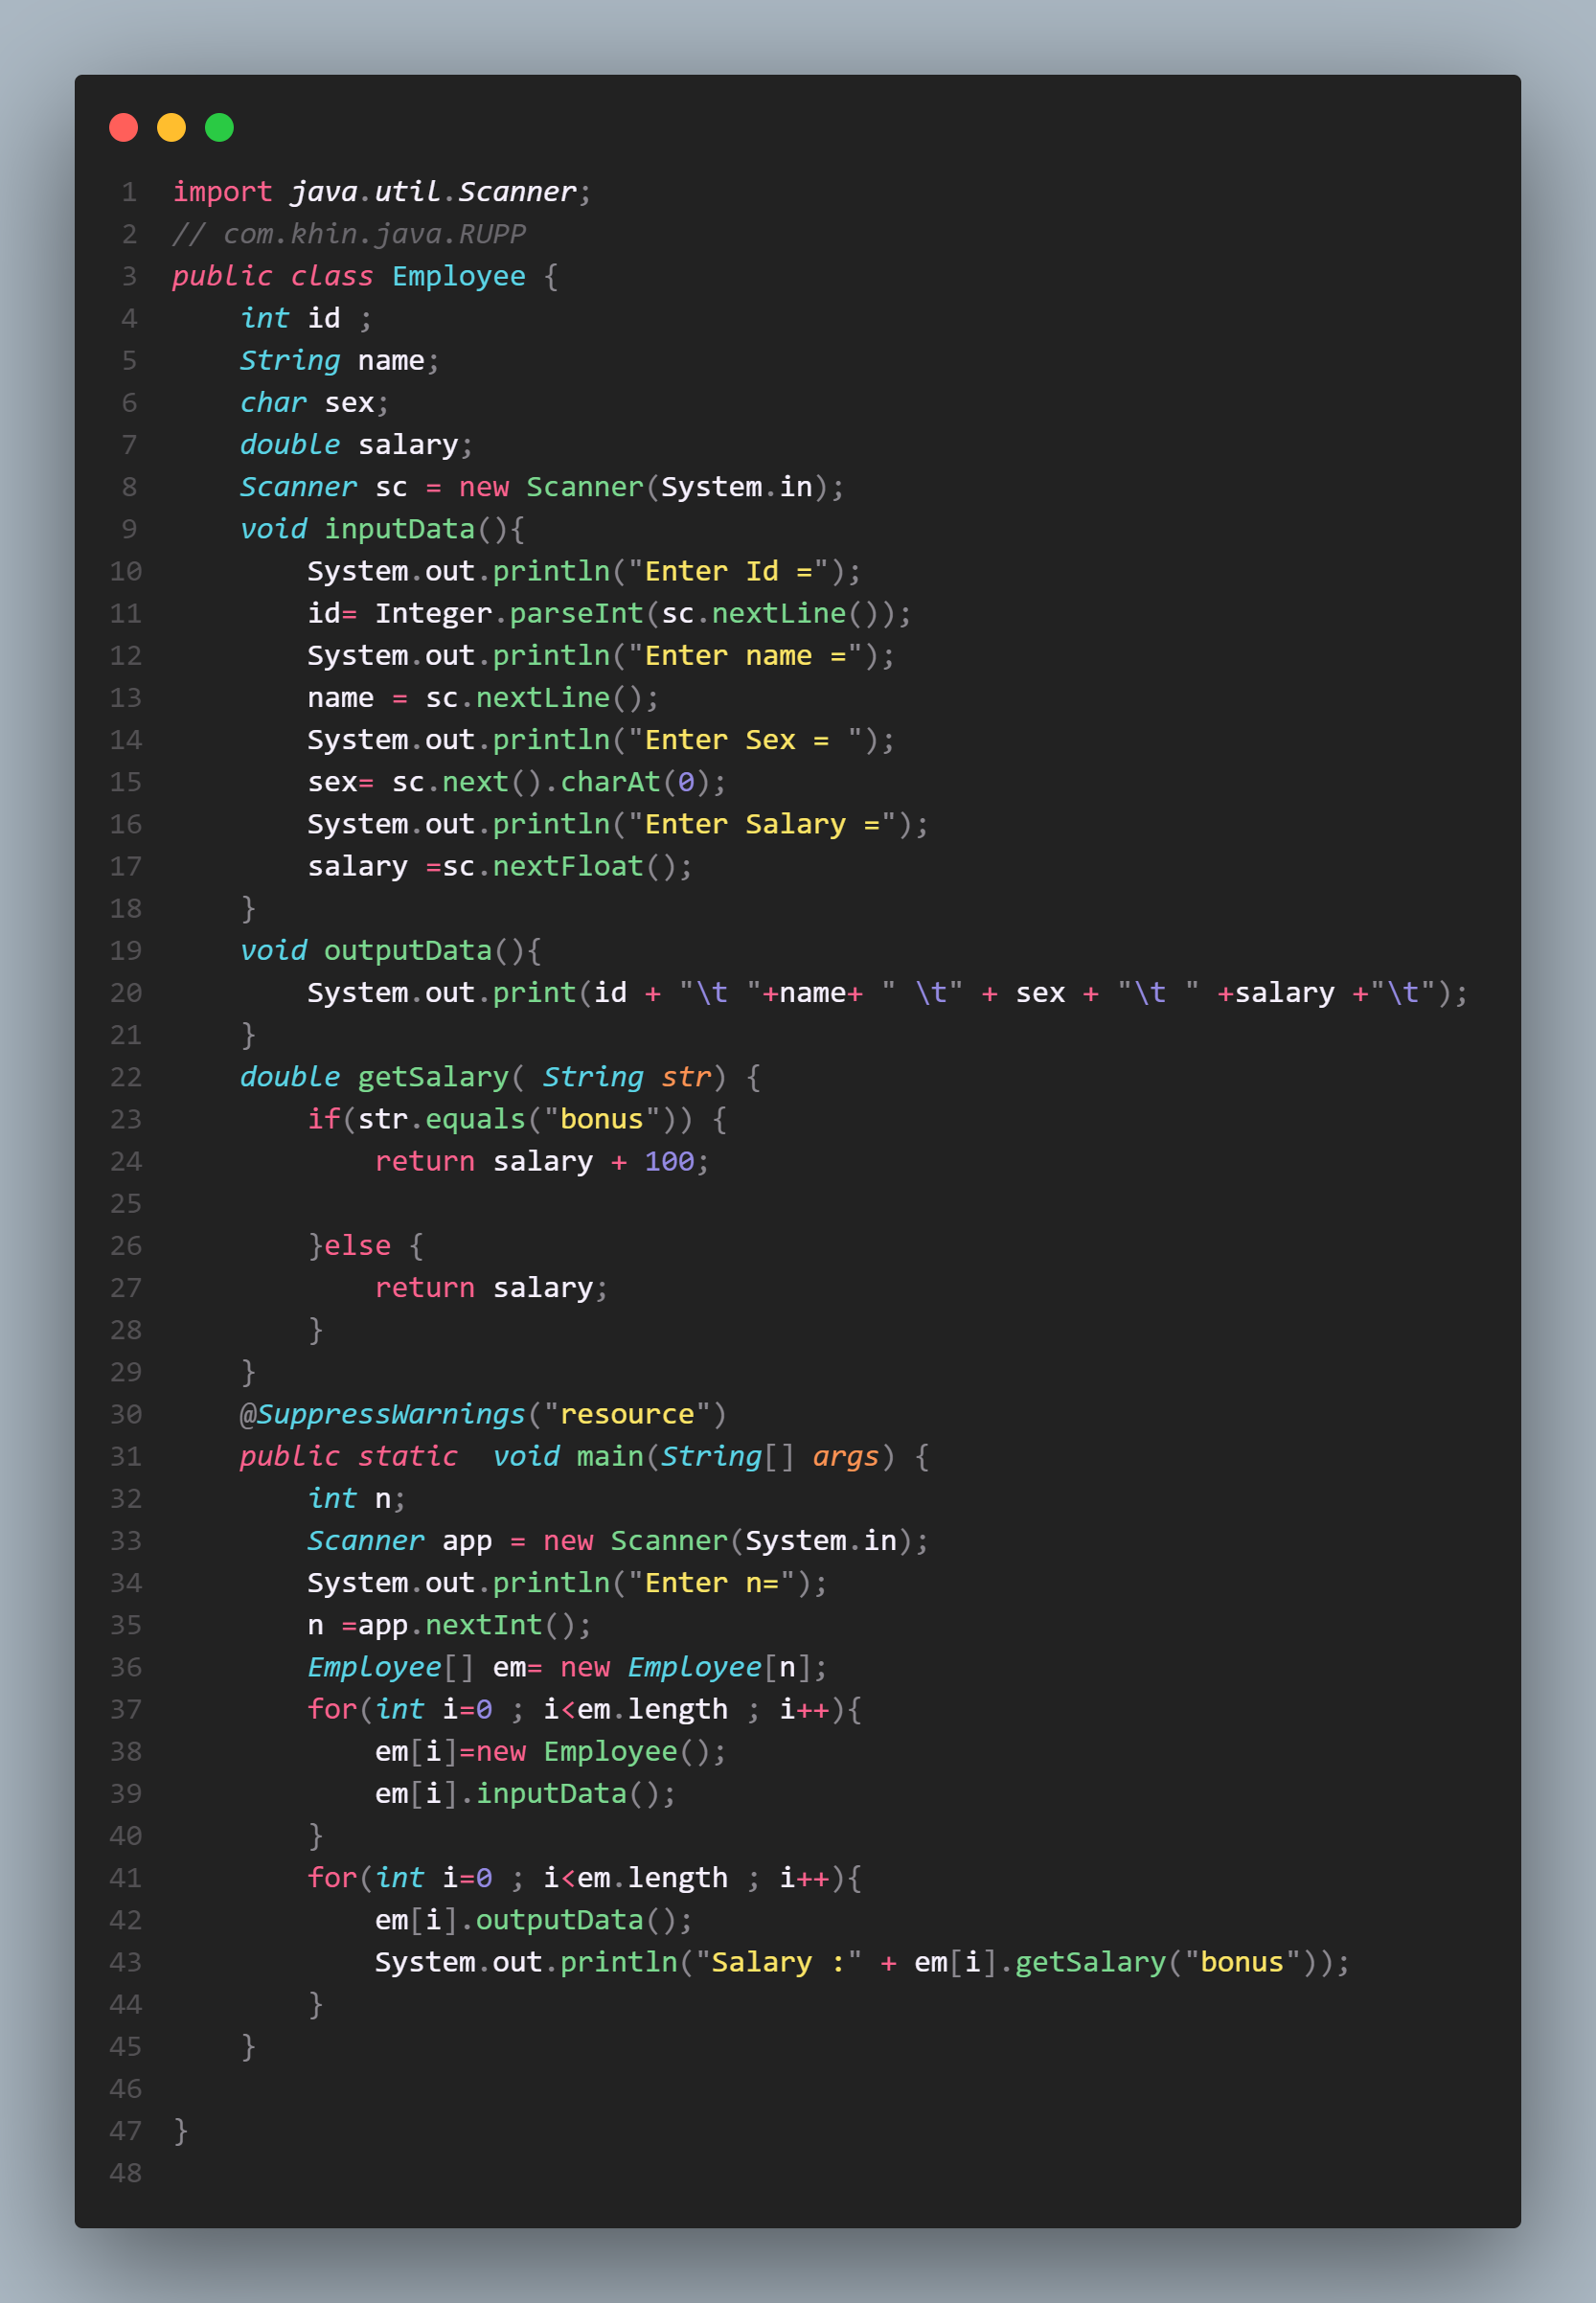 1 import java.util.Scanner;
2 // com.khin.java.RUPP
3 public class Employee {
4     int id ;
5     String name;
6     char sex;
7     double salary;
8     Scanner sc = new Scanner(System.in);
9     void inputData(){
10         System.out.println("Enter Id =");
11         id= Integer.parseInt(sc.nextLine());
12         System.out.println("Enter name =");
13         name = sc.nextLine();
14         System.out.println("Enter Sex = ");
15         sex= sc.next().charAt(0);
16         System.out.println("Enter Salary =");
17         salary =sc.nextFloat();
18     }
19     void outputData(){
20         System.out.print(id + "\t "+name+ " \t" + sex + "\t " +salary +"\t");
21     }
22     double getSalary( String str) {
23         if(str.equals("bonus")) {
24             return salary + 100;
25
26         }else {
27             return salary;
28         }
29     }
30     @SuppressWarnings("resource")
31     public static  void main(String[] args) {
32         int n;
33         Scanner app = new Scanner(System.in);
34         System.out.println("Enter n=");
35         n =app.nextInt();
36         Employee[] em= new Employee[n];
37         for(int i=0 ; i<em.length ; i++){
38             em[i]=new Employee();
39             em[i].inputData();
40         }
41         for(int i=0 ; i<em.length ; i++){
42             em[i].outputData();
43             System.out.println("Salary :" + em[i].getSalary("bonus"));
44         }
45     }
46
47 }
48